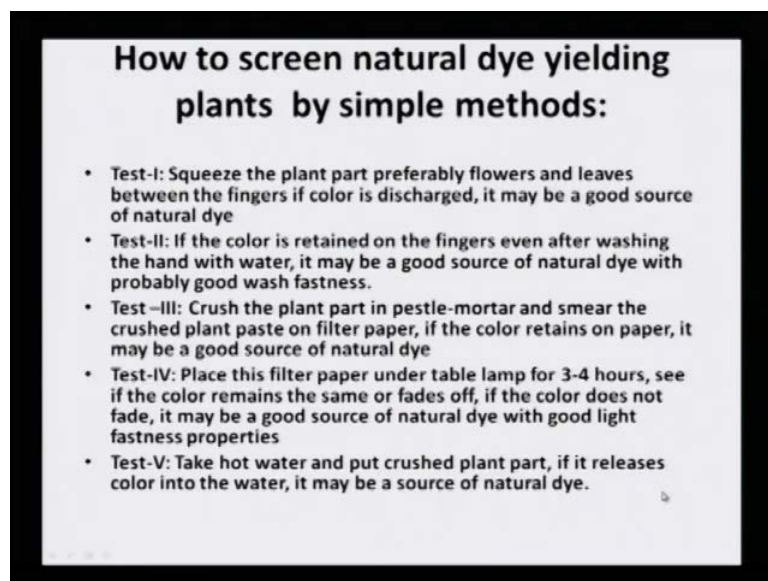 How to screen natural dye yielding
plants by simple methods:
• Test-I: Squeeze the plant part preferably flowers and leaves
between the fingers if color is discharged, it may be a good source
of natural dye
• Test-II: If the color is retained on the fingers even after washing
the hand with water, it may be a good source of natural dye with
probably good wash fastness.
• Test –III: Crush the plant part in pestle-mortar and smear the
crushed plant paste on filter paper, if the color retains on paper, it
may be a good source of natural dye
• Test-IV: Place this filter paper under table lamp for 3-4 hours, see
if the color remains the same or fades off, if the color does not
fade, it may be a good source of natural dye with good light
fastness properties
• Test-V: Take hot water and put crushed plant part, if it releases
color into the water, it may be a source of natural dye.